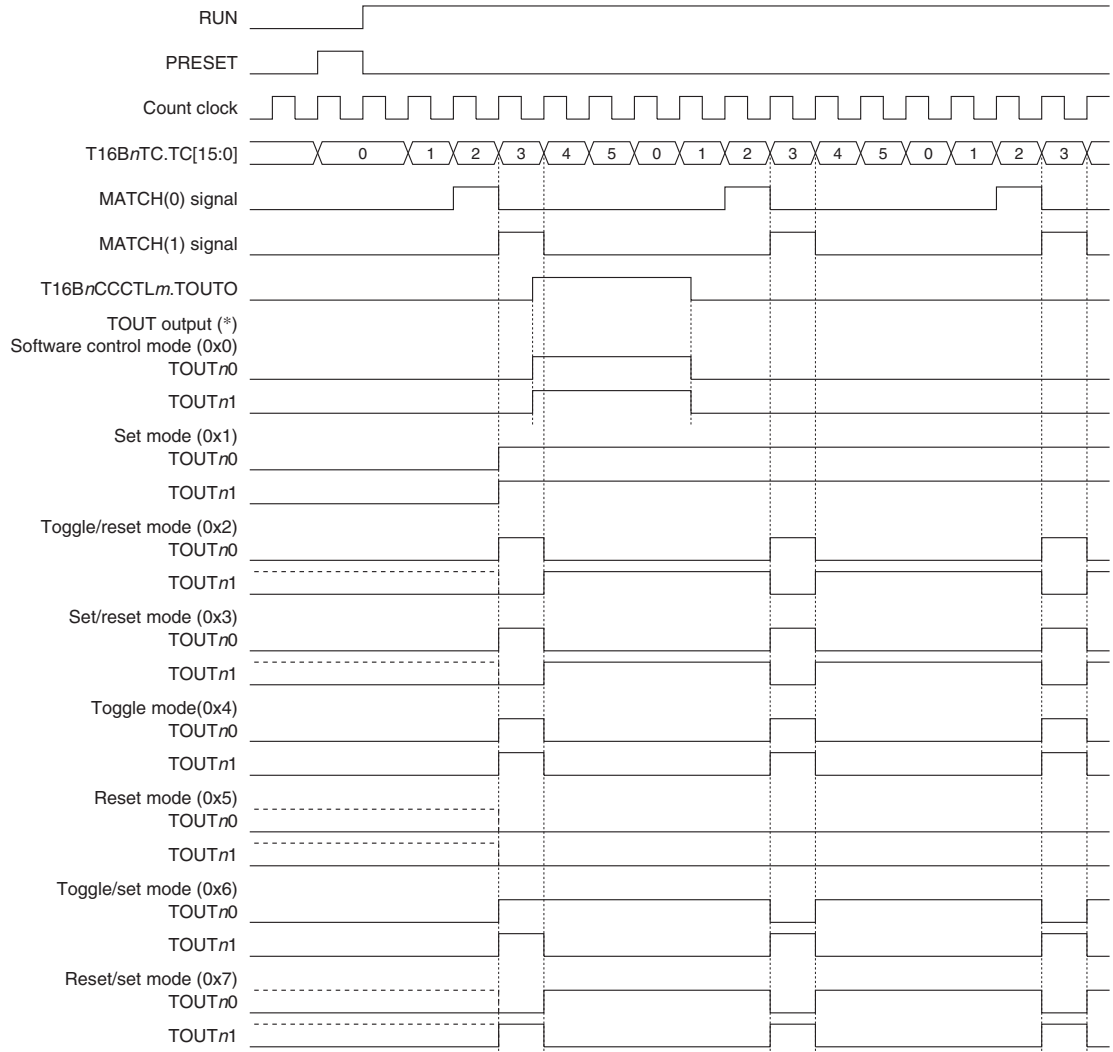 RUN
PRESET
Count clock
T16BnTC.TC[15:0] 0 1 2 3 4 5 0 1 2 3 4 5 0 1 2 3
MATCH(0) signal
MATCH(1) signal
T16BnCCCTLm.TOUTO
TOUT output (*)
Software control mode (0x0)
TOUTn0
TOUTn1
Set mode (0x1)
TOUTn0
TOUTn1
Toggle/reset mode (0x2)
TOUTn0
TOUTn1
Set/reset mode (0x3)
TOUTn0
TOUTn1
Toggle mode(0x4)
TOUTn0
TOUTn1
Reset mode (0x5)
TOUTn0
TOUTn1
Toggle/set mode (0x6)
TOUTn0
TOUTn1
Reset/set mode (0x7)
TOUTn0
TOUTn1